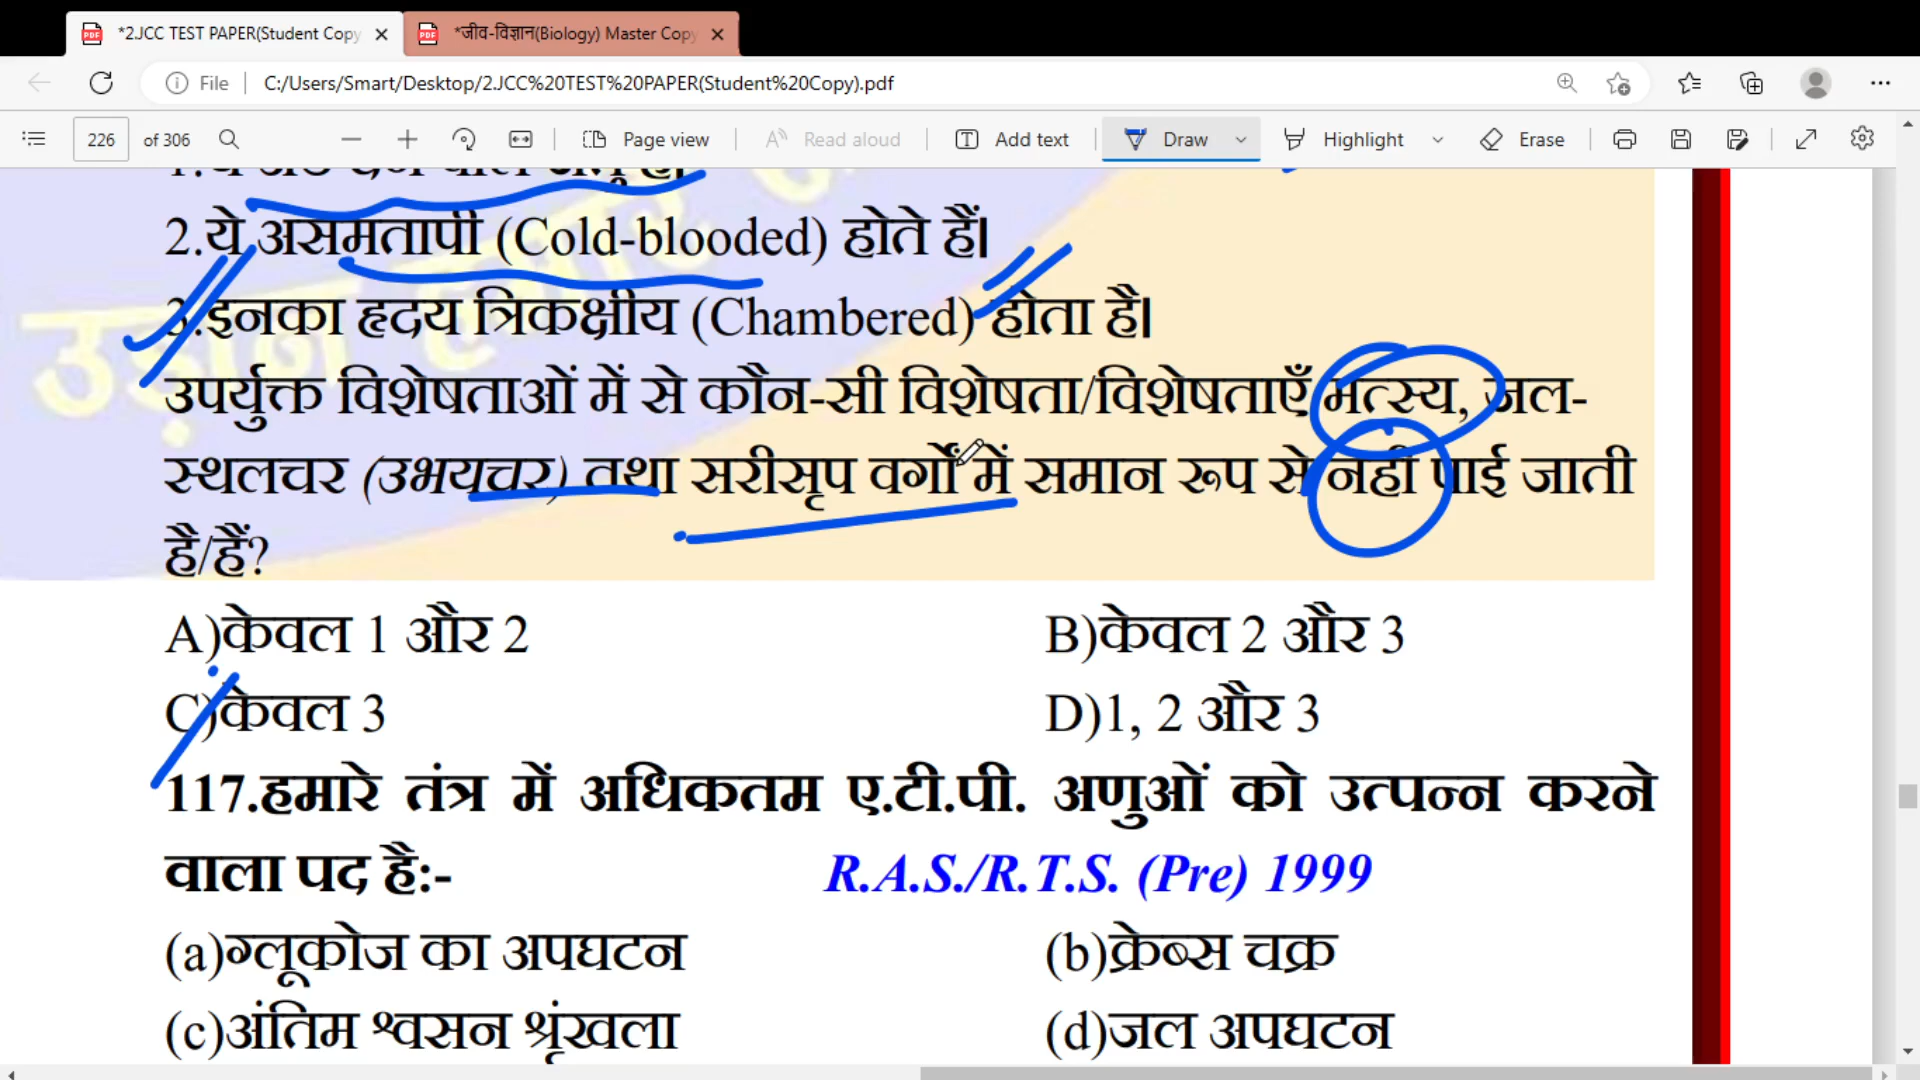 *2.JCC TEST PAPER(Student Copy
*जीव-विज्ञान(Biology) Master Copy
File
C:/Users/Smart/Desktop/2.JCC%20TEST%20PAPER(Student%20Copy).pdf
226 of 306
Page view
Read aloud
Add text
Draw
Highlight
Erase
2.ये असमतापी (Cold-blooded) होते हैं।
3.इनका हृदय त्रिकक्षीय (Chambered) होता है।
उपर्युक्त विशेषताओं में से कौन-सी विशेषता/विशेषताएँ मत्स्य, जल-
स्थलचर (उभयचर) तथा सरीसृप वर्गों में समान रूप से नहीं पाई जाती
है/हैं?
A)केवल 1 और 2 B)केवल 2 और 3
C)केवल 3 D)1, 2 और 3
117.हमारे तंत्र में अधिकतम ए.टी.पी. अणुओं को उत्पन्न करने
वाला पद है:- R.A.S./R.T.S. (Pre) 1999
(a)ग्लूकोज का अपघटन (b)क्रेब्स चक्र
(c)अंतिम श्वसन श्रृंखला (d)जल अपघटन